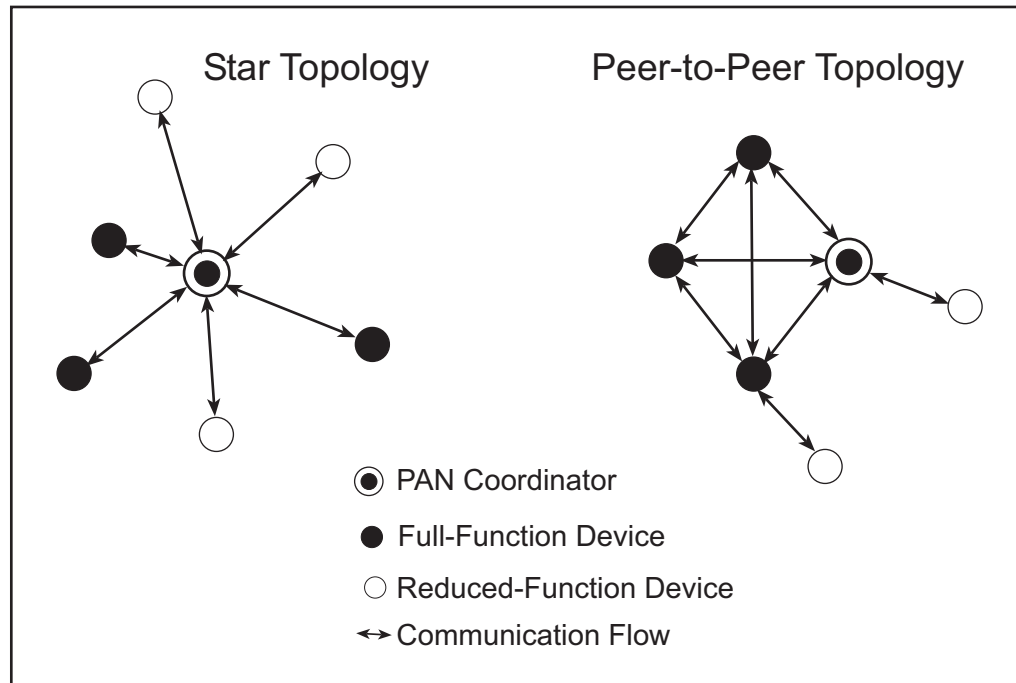 Star Topology
Peer-to-Peer Topology
PAN Coordinator
Full-Function Device
Reduced-Function Device
Communication Flow